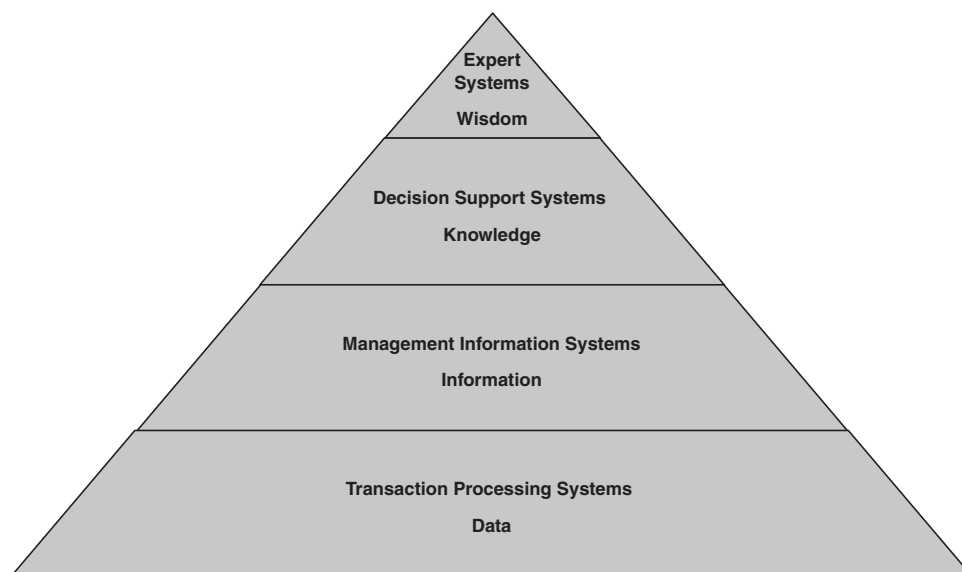 Expert
Systems
Wisdom
Decision Support Systems
Knowledge
Management Information Systems
Information
Transaction Processing Systems
Data